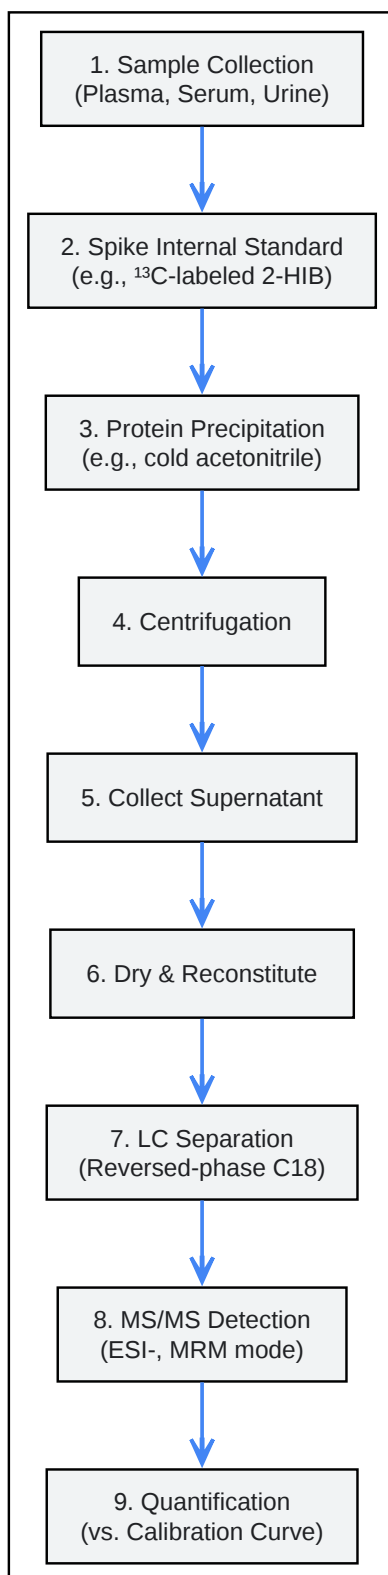 1. Sample Collection
(Plasma, Serum, Urine)
2. Spike Internal Standard
(e.g., ¹³C-labeled 2-HIB)
3. Protein Precipitation
(e.g., cold acetonitrile)
4. Centrifugation
5. Collect Supernatant
6. Dry & Reconstitute
7. LC Separation
(Reversed-phase C18)
8. MS/MS Detection
(ESI-, MRM mode)
9. Quantification
(vs. Calibration Curve)